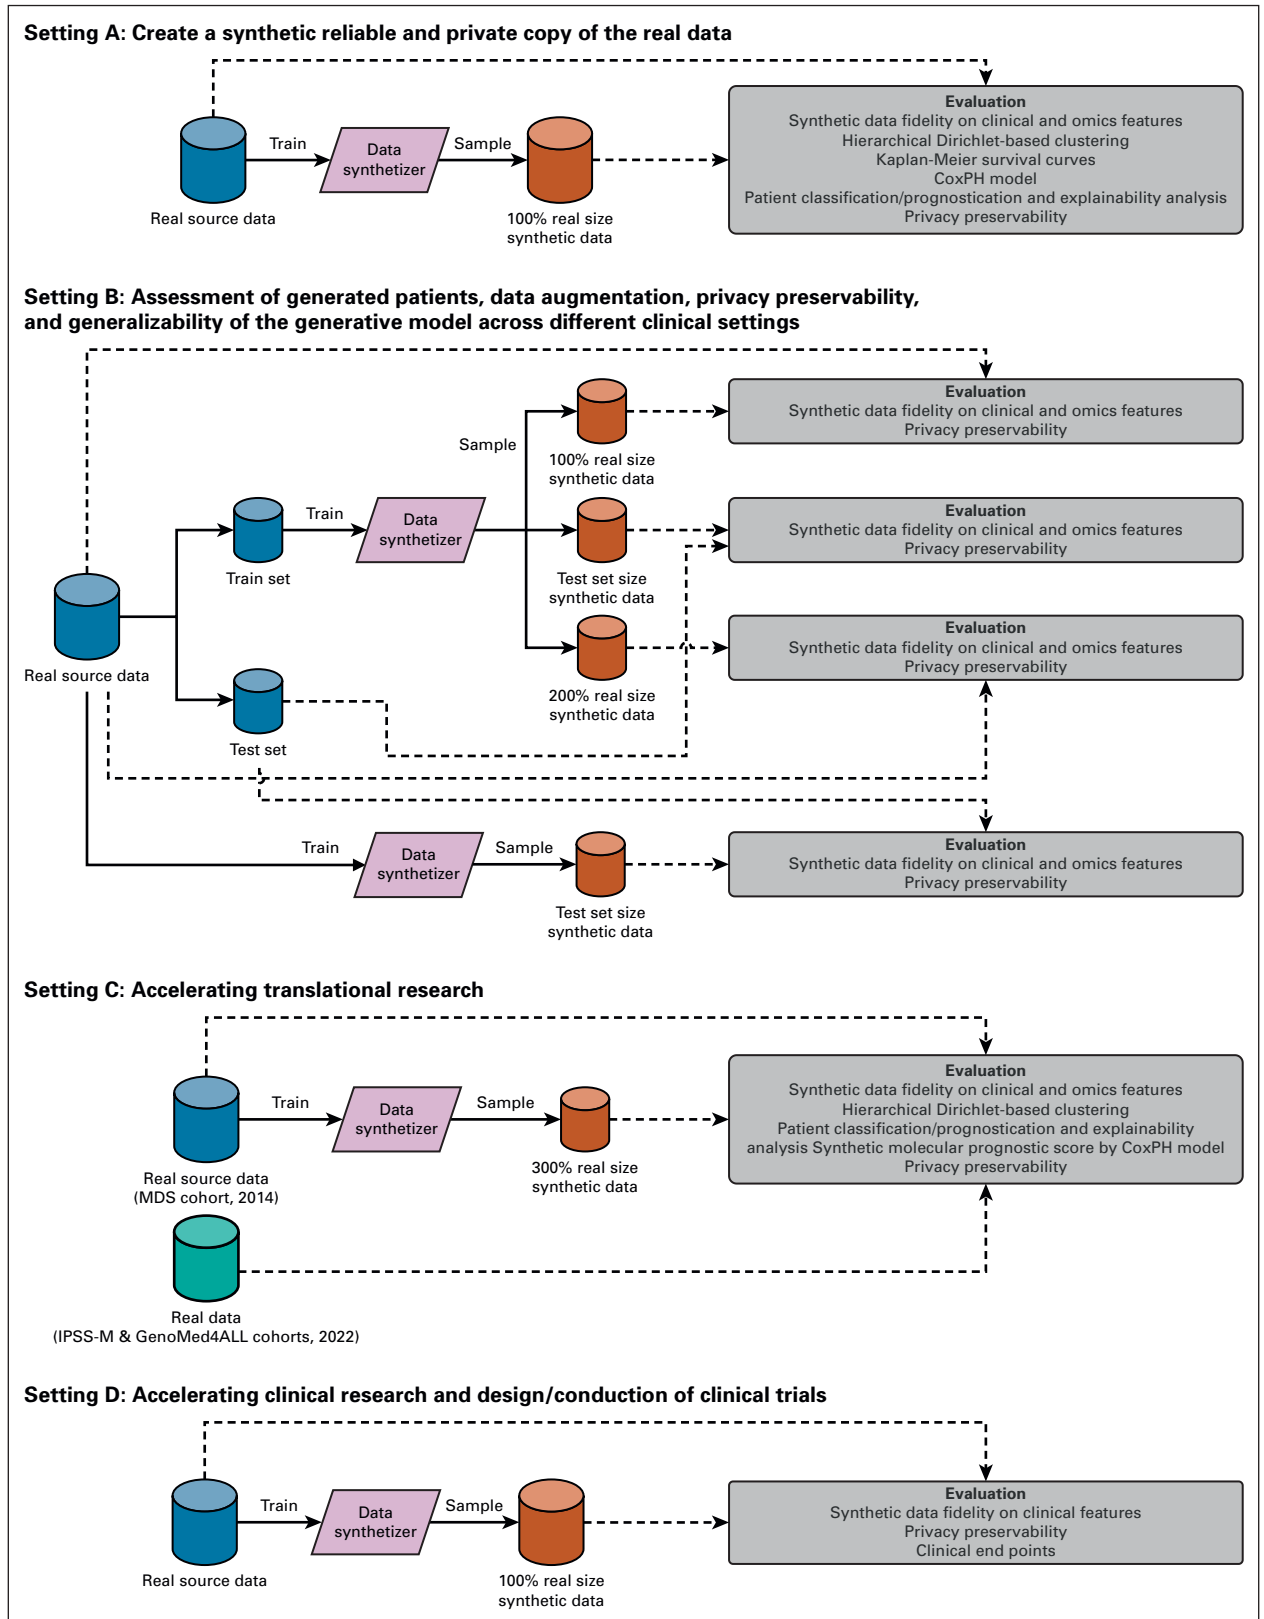 Setting A: Create a synthetic reliable and private copy of the real data
Train
Data
synthetizer
Sample
Real source data
100% real size
synthetic data
Evaluation
Synthetic data fidelity on clinical and omics features
Hierarchical Dirichlet-based clustering
Kaplan-Meier survival curves
CoxPH model
Patient classification/prognostication and explainability analysis
Privacy preservability
Setting B: Assessment of generated patients, data augmentation, privacy preservability,
and generalizability of the generative model across different clinical settings
Real source data
Train set
Test set
Train
Data
synthetizer
Sample
100% real size
synthetic data
Evaluation
Synthetic data fidelity on clinical and omics features
Privacy preservability
Test set size
synthetic data
Evaluation
Synthetic data fidelity on clinical and omics features
Privacy preservability
200% real size
synthetic data
Evaluation
Synthetic data fidelity on clinical and omics features
Privacy preservability
Train
Data
synthetizer
Sample
Test set size
synthetic data
Evaluation
Synthetic data fidelity on clinical and omics features
Privacy preservability
Setting C: Accelerating translational research
Train
Data
synthetizer
Sample
Real source data
(MDS cohort, 2014)
300% real size
synthetic data
Evaluation
Synthetic data fidelity on clinical and omics features
Hierarchical Dirichlet-based clustering
Patient classification/prognostication and explainability
analysis Synthetic molecular prognostic score by CoxPH model
Privacy preservability
Real data
(IPSS-M & GenoMed4ALL cohorts, 2022)
Setting D: Accelerating clinical research and design/conduction of clinical trials
Train
Data
synthetizer
Sample
Real source data
100% real size
synthetic data
Evaluation
Synthetic data fidelity on clinical features
Privacy preservability
Clinical end points